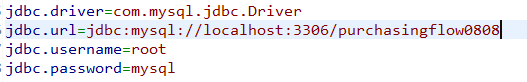 jdbc.driver=com.mysql.jdbc.Driver
jdbc.url=jdbc:mysql://localhost:3306/purchasingflow0808
jdbc.username=root
jdbc.password=mysql